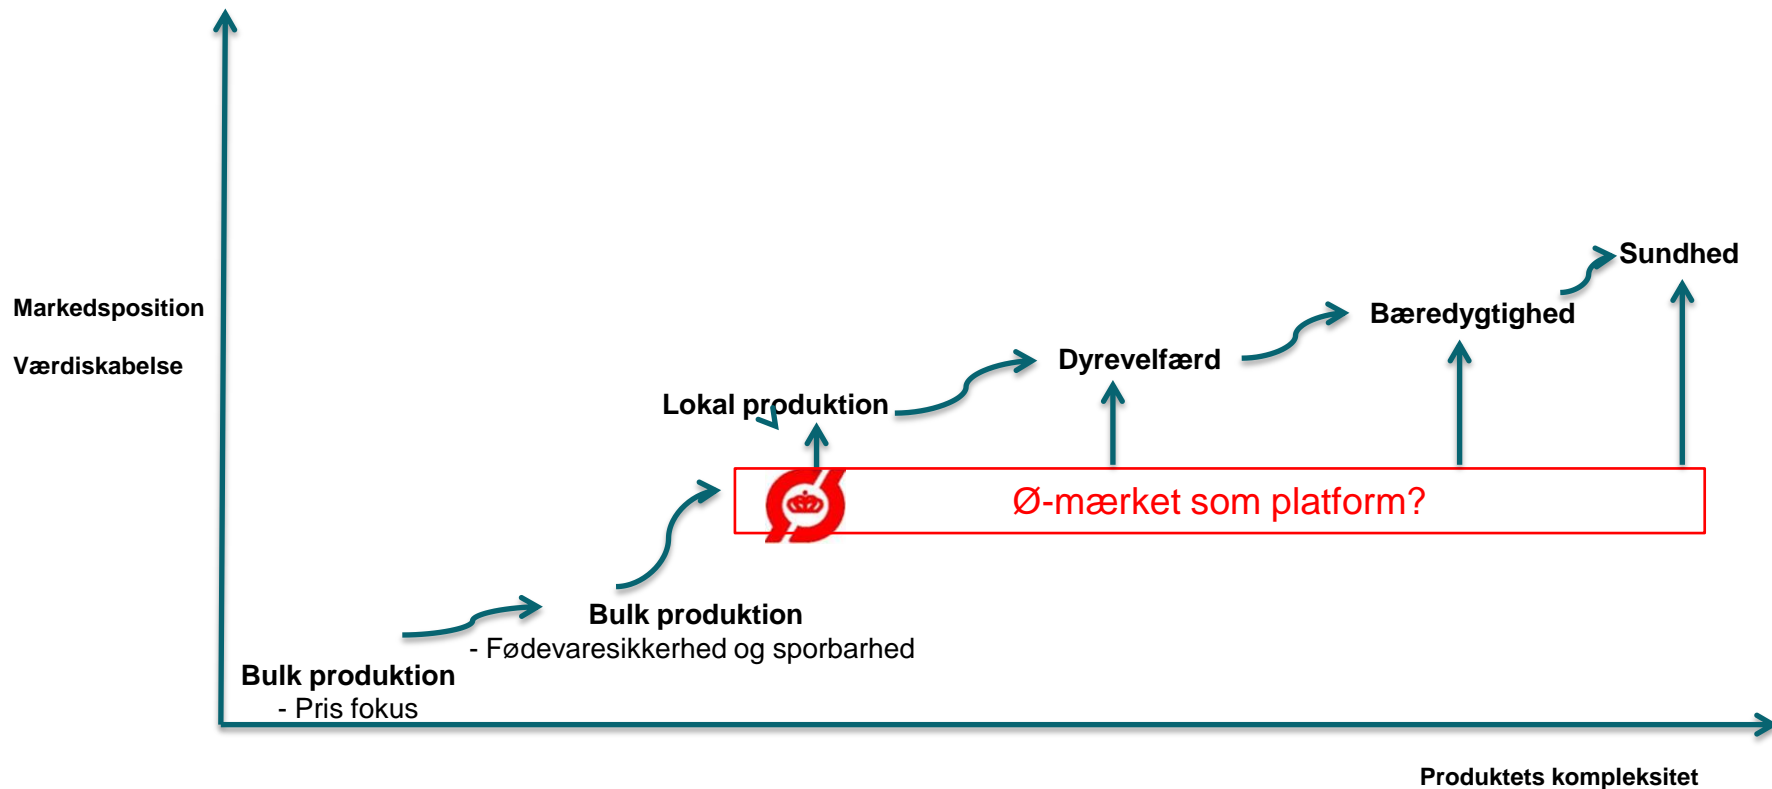 Sundhed
Markedsposition
Bæredygtighed
Værdiskabelse
Dyrevelfærd
Lokal produktion
Ø-mærket som platform?
Bulk produktion
- Fødevaresikkerhed og sporbarhed
Bulk produktion
- Pris fokus
Produktets kompleksitet